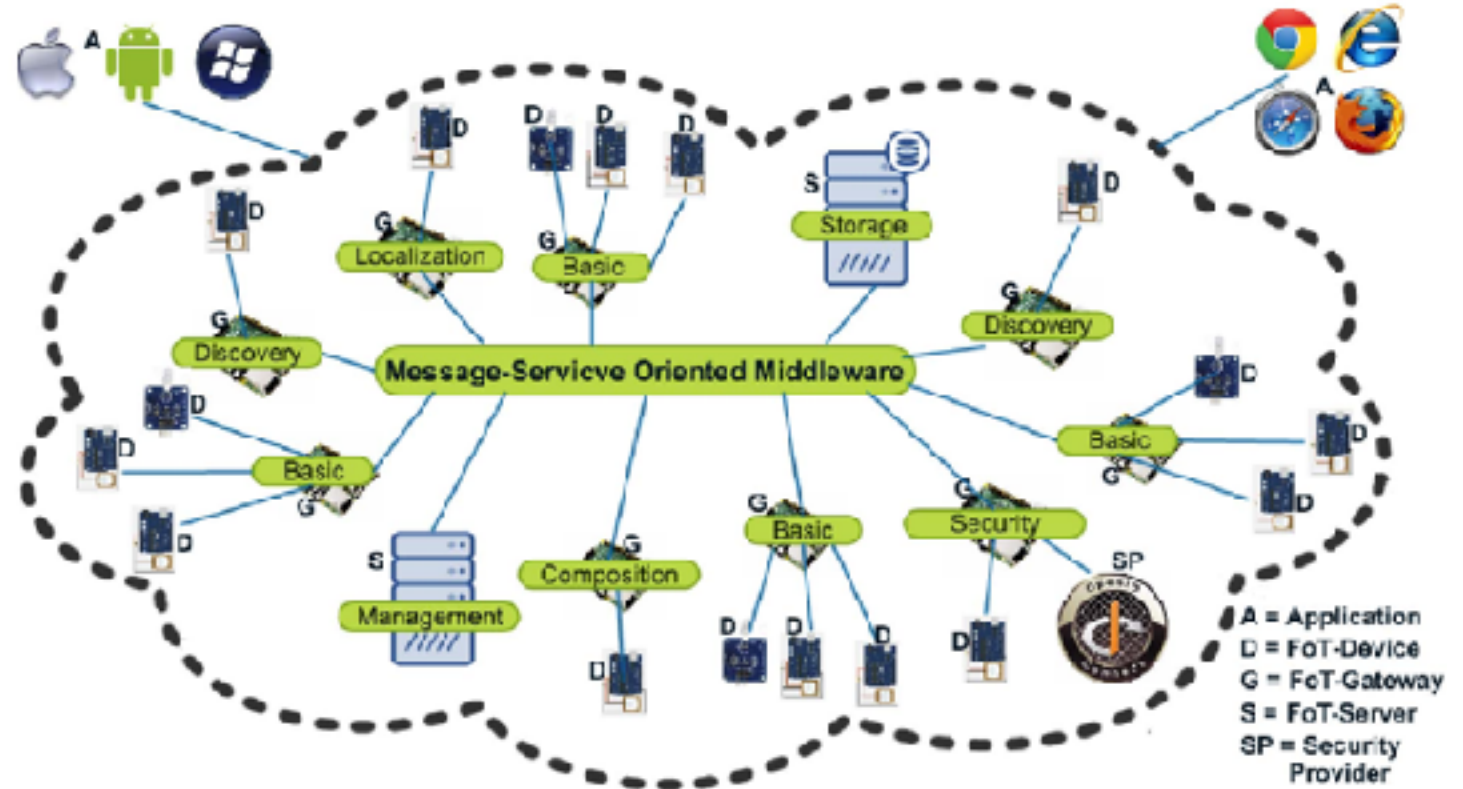 A
A
D
D
D
D
S
Storage
D
D
G
Localization
G
Basic
G
Discovery
G
Discovery
Message-Servicve Oriented Middleware
D
D
D
Basic
G
D
D
Basic
G
D
D
S
Management
G
Composition
D
G
Basic
D
D
D
G
Security
D
SP
A = Application
D = FoT-Device
G = FoT-Gateway
S = FoT-Server
SP = Security
Provider